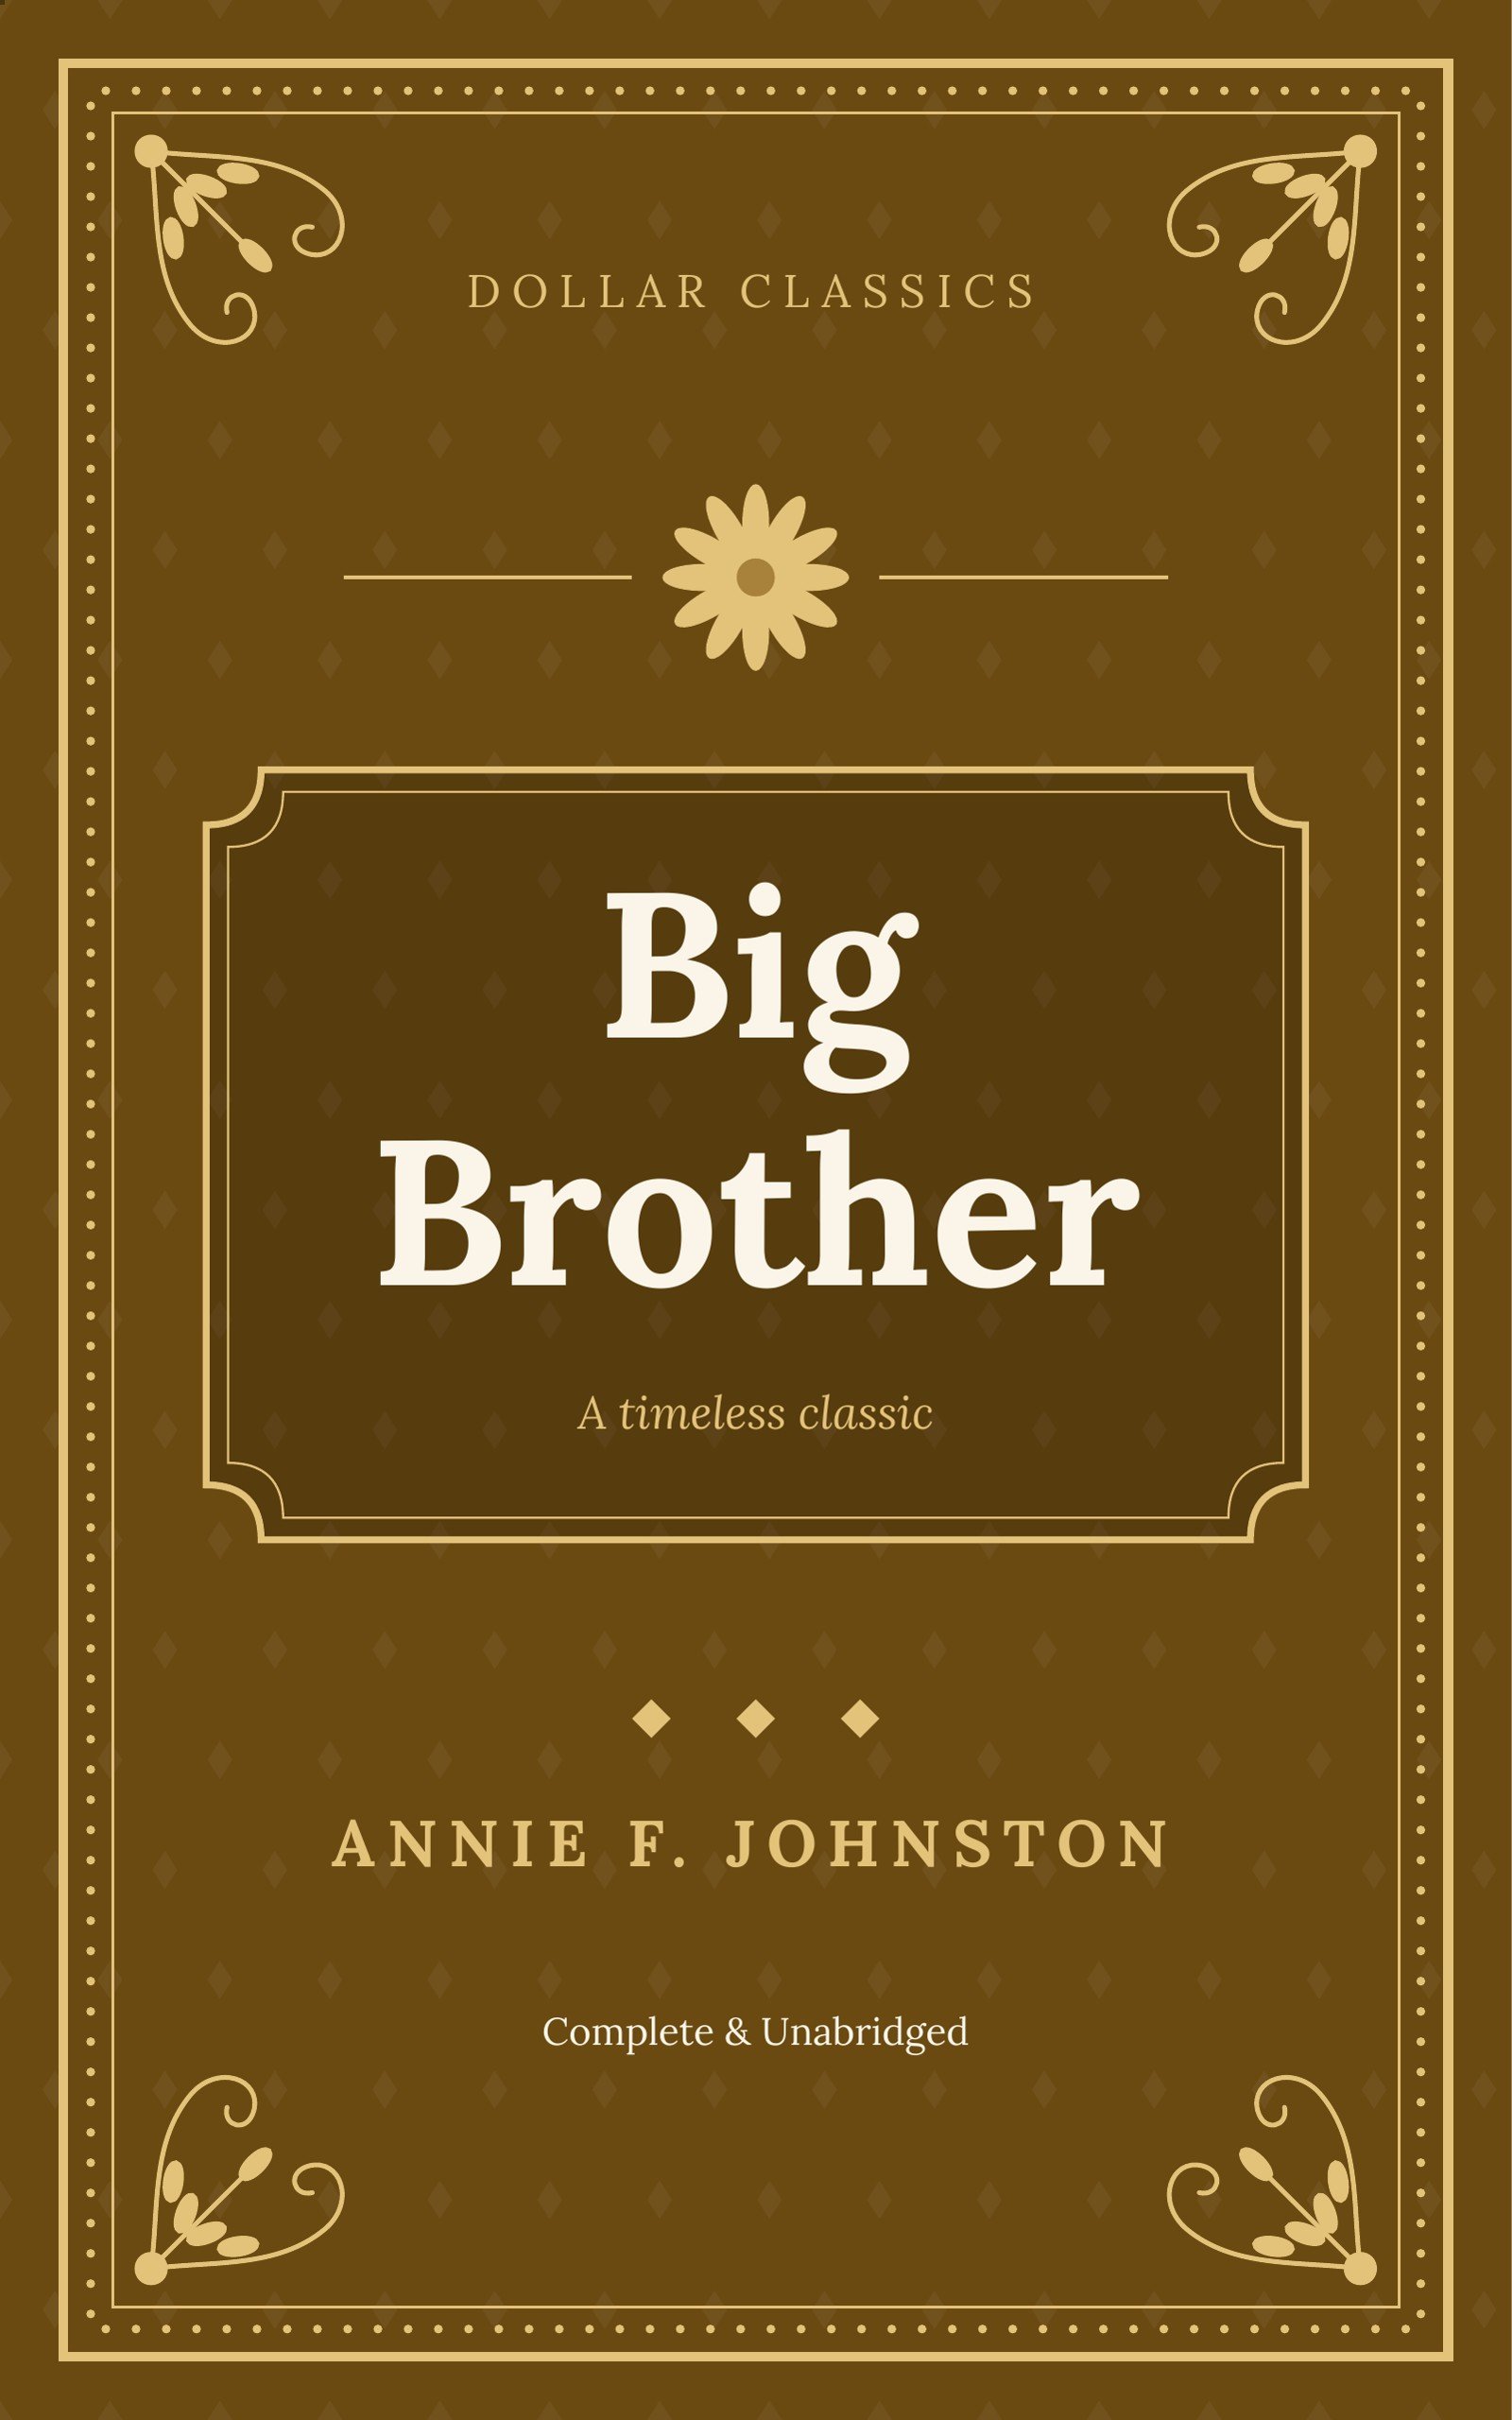 DOLLAR CLASSICS
Big
Brother
A timeless classic
ANNIE F. JOHNSTON
Complete & Unabridged